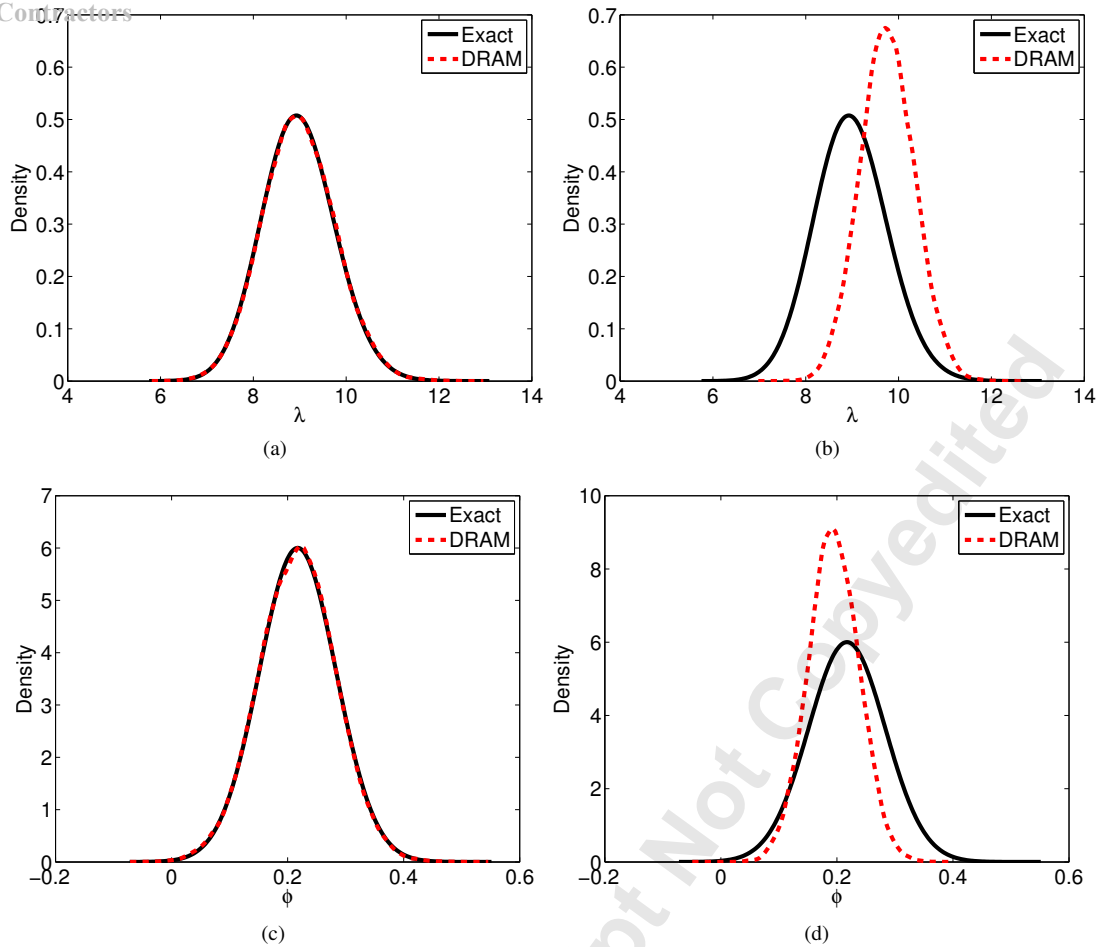 Contractors
0.7
0.6
0.5
0.4
0.3
0.2
0.1
0
Density
4 6 8 10 12 14
λ
Exact
DRAM
(a)
0.7
0.6
0.5
0.4
0.3
0.2
0.1
0
Density
4 6 8 10 12 14
λ
Exact
DRAM
(b)
7
6
5
4
3
2
1
0
Density
−0.2 0 0.2 0.4 0.6
ϕ
Exact
DRAM
(c)
10
8
6
4
2
0
Density
−0.2 0 0.2 0.4 0.6
ϕ
Exact
DRAM
(d)
pt Not Copyedited